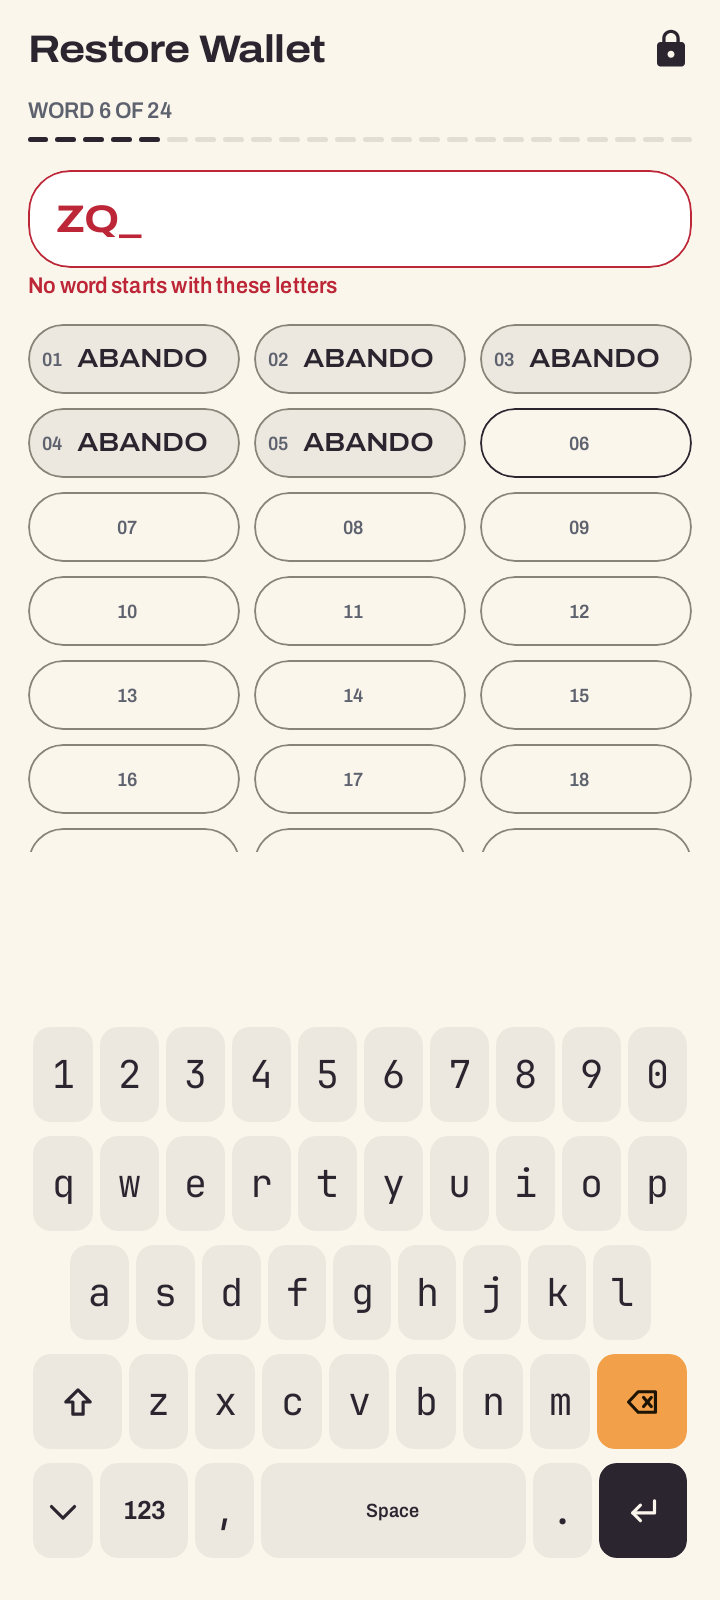 Restore Wallet
WORD 6 OF 24
ZQ_
No word starts with these letters
01 ABANDO 02 ABANDO 03 ABANDO
04 ABANDO 05 ABANDO 06
07 08 09
10 11 12
13 14 15
16 17 18
1 2 3 4 5 6 7 8 9 0
q w e r t y u i o p
a s d f g h j k l
z x c v b n m
123 , Space .